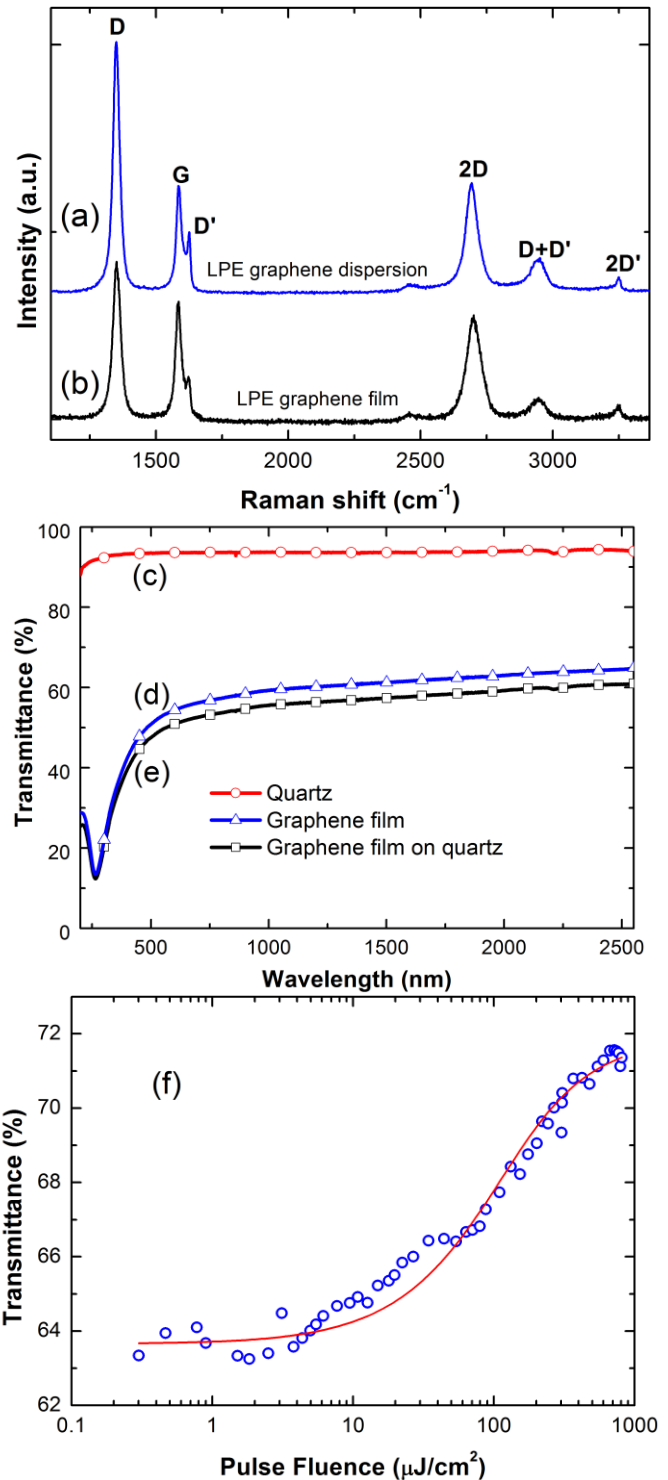 D
G
D'
2D
D+D'
2D'
(a)
LPE graphene dispersion
(b)
LPE graphene film
Intensity (a.u.)
1500 2000 2500 3000
Raman shift (cm⁻¹)
100
80
60
40
20
0
Transmittance (%)
(c)
(d)
(e)
Quartz
Graphene film
Graphene film on quartz
500 1000 1500 2000 2500
Wavelength (nm)
72
70
68
66
64
62
Transmittance (%)
(f)
0.1 1 10 100 1000
Pulse Fluence (μJ/cm²)